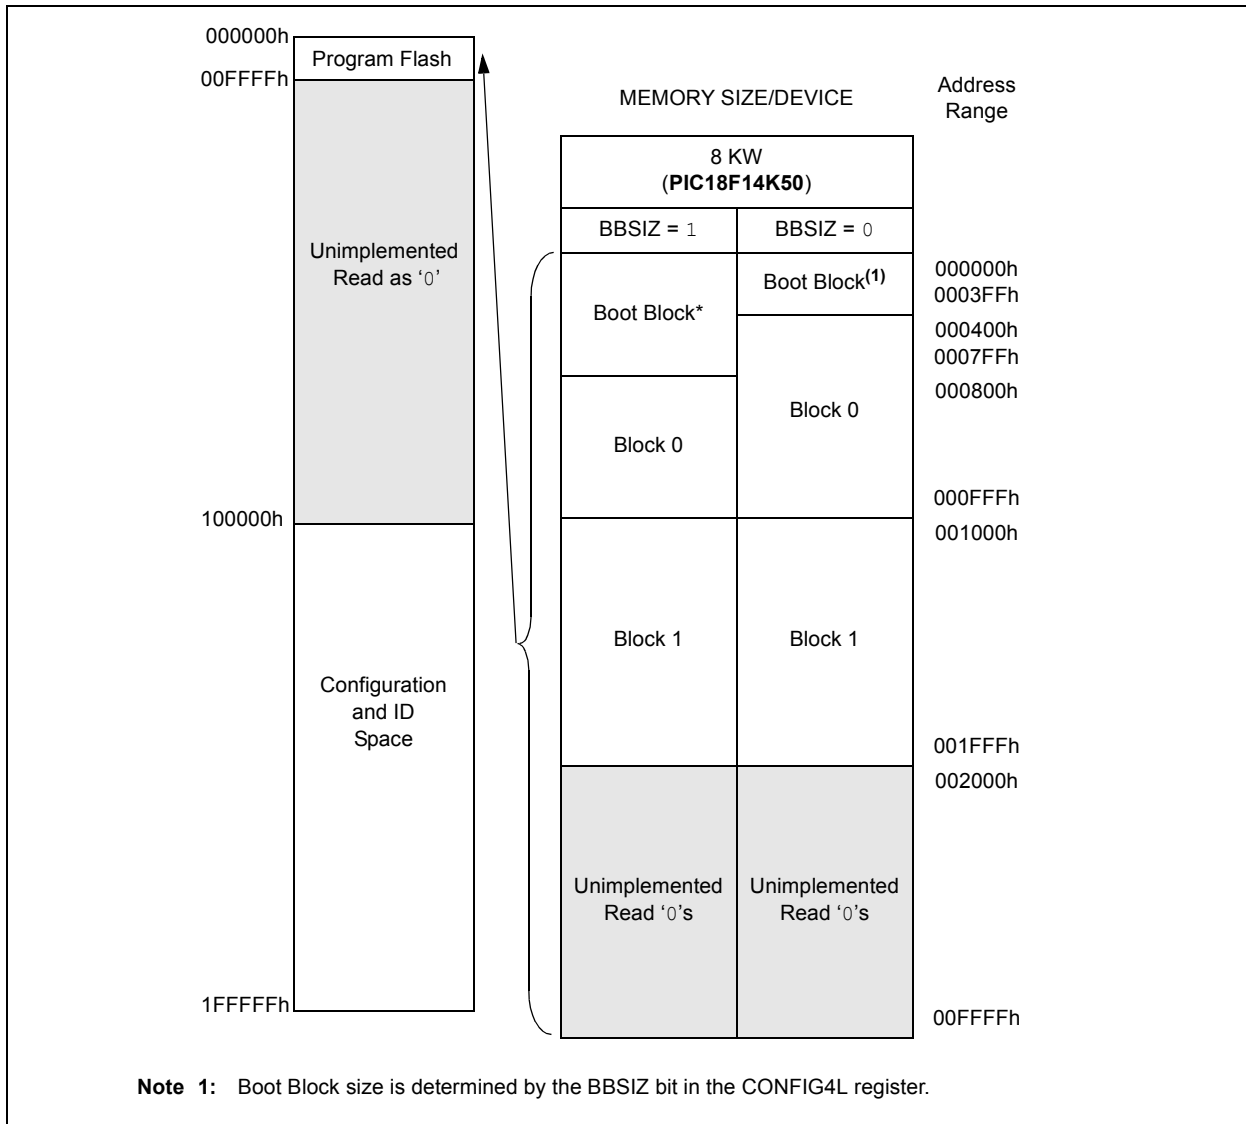 000000h
Program Flash
00FFFFh
Unimplemented
Read as ‘0’
100000h
Configuration
and ID
Space
1FFFFFh
MEMORY SIZE/DEVICE
Address
Range
8 KW
(PIC18F14K50)
BBSIZ = 1
BBSIZ = 0
Boot Block*
Boot Block(1)
000000h
0003FFh
000400h
0007FFh
000800h
Block 0
Block 0
000FFFh
001000h
Block 1
Block 1
001FFFh
002000h
Unimplemented
Read ‘0’s
Unimplemented
Read ‘0’s
00FFFFh
Note 1: Boot Block size is determined by the BBSIZ bit in the CONFIG4L register.